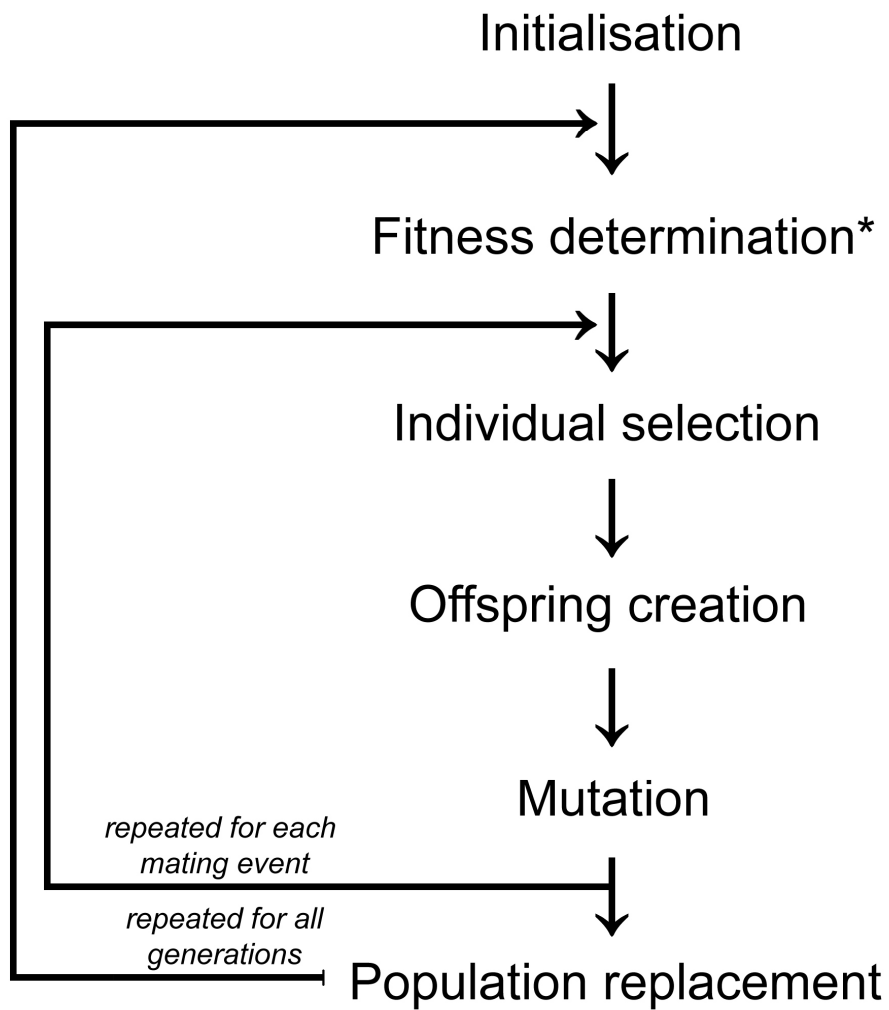 Initialisation
Fitness determination*
Individual selection
Offspring creation
Mutation
repeated for each
mating event
repeated for all
generations
Population replacement